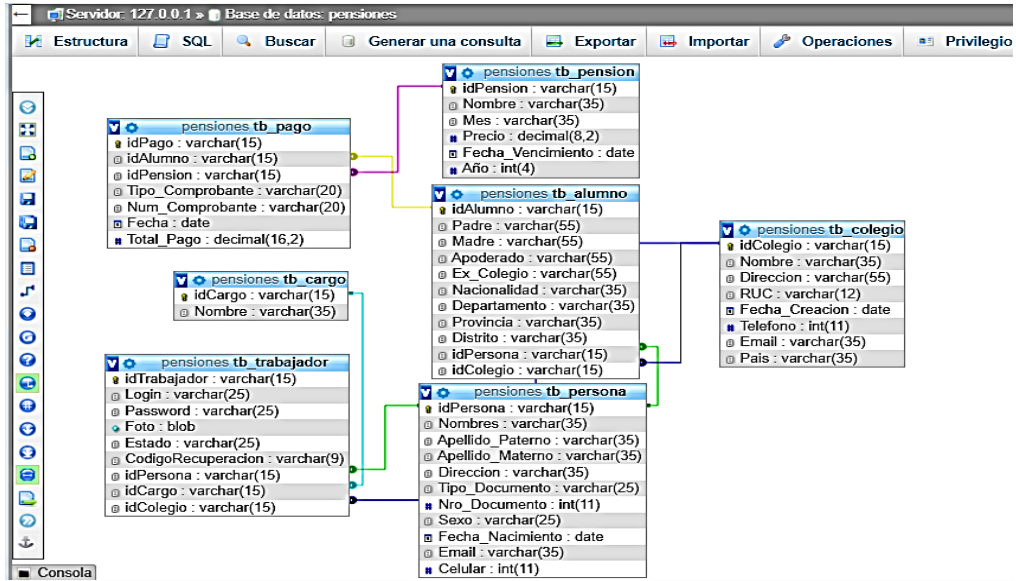 Servidor: 127.0.0.1 » Base de datos: pensiones
Estructura SQL Buscar Generar una consulta Exportar Importar Operaciones Privilegio
pensiones tb_pension
idPension : varchar(15)
Nombre : varchar(35)
Mes : varchar(35)
Precio : decimal(8,2)
Fecha_Vencimiento : date
Año : int(4)
pensiones tb_pago
idPago : varchar(15)
idAlumno : varchar(15)
idPension : varchar(15)
Tipo_Comprobante : varchar(20)
Num_Comprobante : varchar(20)
Fecha : date
Total_Pago : decimal(16,2)
pensiones tb_alumno
idAlumno : varchar(15)
Padre : varchar(55)
Madre : varchar(55)
Apoderado : varchar(55)
Ex_Colegio : varchar(55)
Nacionalidad : varchar(35)
Departamento : varchar(35)
Provincia : varchar(35)
Distrito : varchar(35)
idPersona : varchar(15)
idColegio : varchar(15)
pensiones tb_colegio
idColegio : varchar(15)
Nombre : varchar(35)
Direccion : varchar(55)
RUC : varchar(12)
Fecha_Creacion : date
Telefono : int(11)
Email : varchar(35)
Pais : varchar(35)
pensiones tb_cargo
idCargo : varchar(15)
Nombre : varchar(35)
pensiones tb_trabajador
idTrabajador : varchar(15)
Login : varchar(25)
Password : varchar(25)
Foto : blob
Estado : varchar(25)
CodigoRecuperacion : varchar(9)
idPersona : varchar(15)
idCargo : varchar(15)
idColegio : varchar(15)
pensiones tb_persona
idPersona : varchar(15)
Nombres : varchar(35)
Apellido_Paterno : varchar(35)
Apellido_Materno : varchar(35)
Direccion : varchar(35)
Tipo_Documento : varchar(25)
Nro_Documento : int(11)
Sexo : varchar(25)
Fecha_Nacimiento : date
Email : varchar(35)
Celular : int(11)
Consola